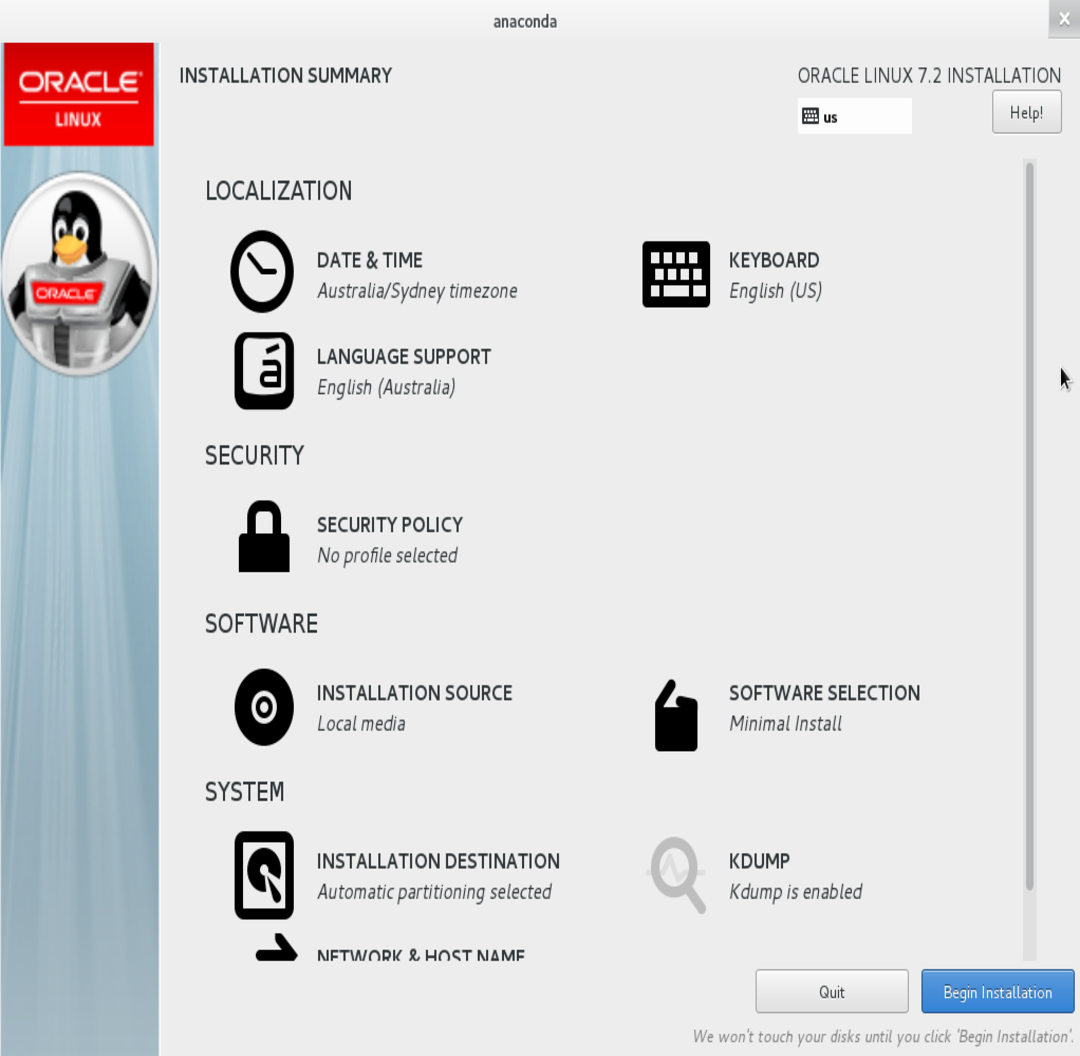 anaconda
X
ORACLE
LINUX
INSTALLATION SUMMARY
ORACLE LINUX 7.2 INSTALLATION
us
Help!
LOCALIZATION
DATE & TIME
Australia/Sydney timezone
KEYBOARD
English (US)
á
LANGUAGE SUPPORT
English (Australia)
ORACLE
SECURITY
SECURITY POLICY
No profile selected
SOFTWARE
INSTALLATION SOURCE
Local media
SOFTWARE SELECTION
Minimal Install
SYSTEM
INSTALLATION DESTINATION
Automatic partitioning selected
KDUMP
Kdump is enabled
NETWORK & HOST NAME
Quit
Begin Installation
We won't touch your disks until you click 'Begin Installation'.